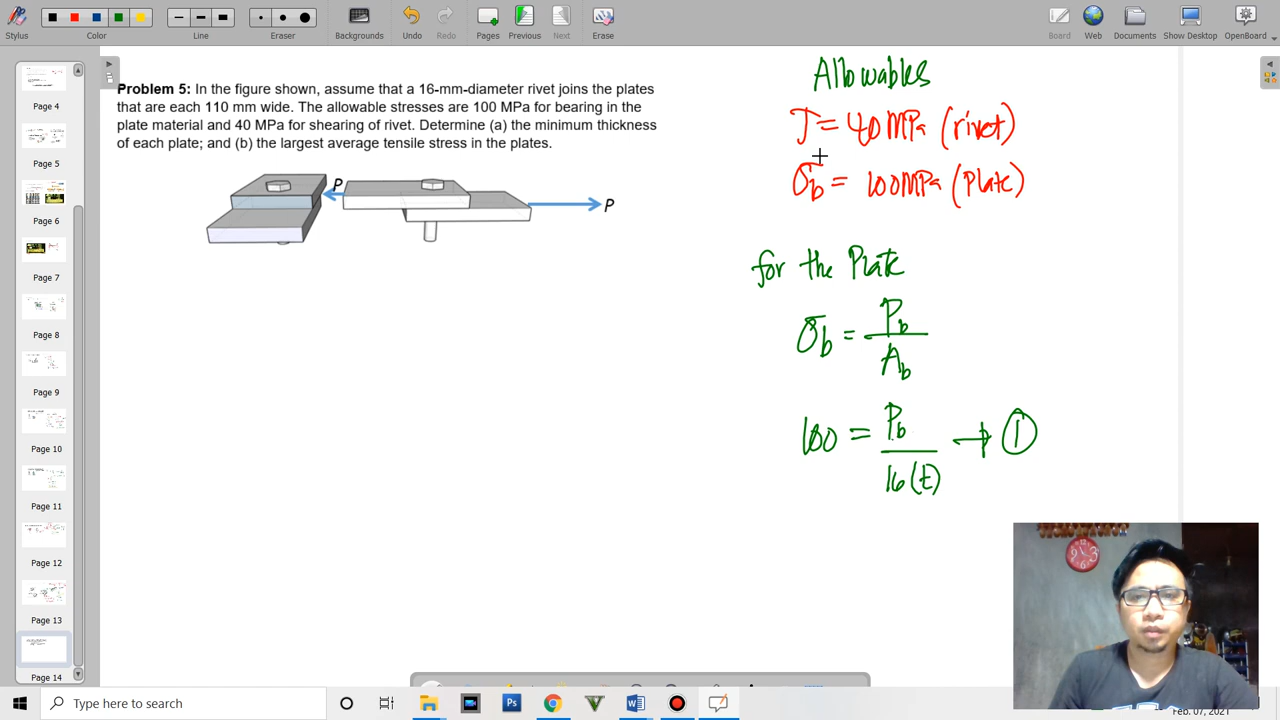 Stylus
Color
Line
Eraser
Backgrounds
Undo
Redo
Pages
Previous
Next
Erase
Board
Web
Documents
Show Desktop
OpenBoard
Page 4
Page 5
Page 6
Page 7
Page 8
Page 9
Page 10
Page 11
Page 12
Page 13
Page 14
Problem 5: In the figure shown, assume that a 16-mm-diameter rivet joins the plates
that are each 110 mm wide. The allowable stresses are 100 MPa for bearing in the
plate material and 40 MPa for shearing of rivet. Determine (a) the minimum thickness
of each plate; and (b) the largest average tensile stress in the plates.
P
P
Allowables
τ = 40 MPa (rivet)
σb = 100 MPa (Plate)
for the Plate
σb = Pb / Ab
100 = Pb / 16(t) → 1
Type here to search
Feb. 07, 2021